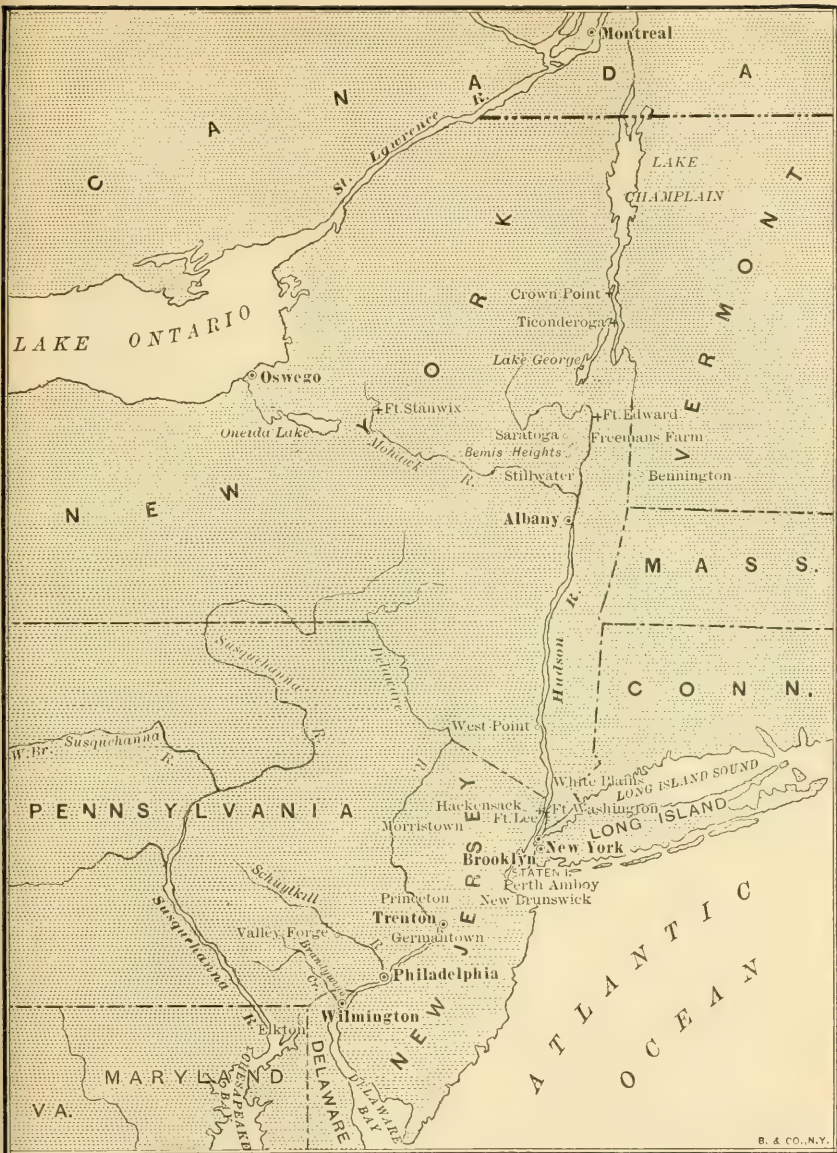 Montreal
CANADA
St. Lawrence R.
LAKE
CHAMPLAIN
VERMONT
Crown Point
Ticonderoga
LAKE ONTARIO
Lake George
Oswego
Ft. Stanwix
Ft. Edward
Oneida Lake
Saratoga
Freemans Farm
Bemis Heights
Mohawk R.
Stillwater
Bennington
NEW YORK
Albany
MASS.
Hudson R.
Susquehanna R.
Delaware R.
CONN.
West Point
W. Br. Susquehanna R.
White Plains
LONG ISLAND SOUND
PENNSYLVANIA
Hackensack
Ft. Washington
Ft. Lee
LONG ISLAND
Morristown
New York
Brooklyn
STATEN I.
Perth Amboy
New Brunswick
Schuylkill R.
Princeton
Susquehanna R.
Trenton
Valley Forge
Germantown
Brandywine Cr.
Philadelphia
NEW JERSEY
Wilmington
Elkton
ATLANTIC
OCEAN
MARYLAND
VA.
CHESAPEAKE
BAY
DELAWARE
DELAWARE
BAY
B. & CO., N.Y.